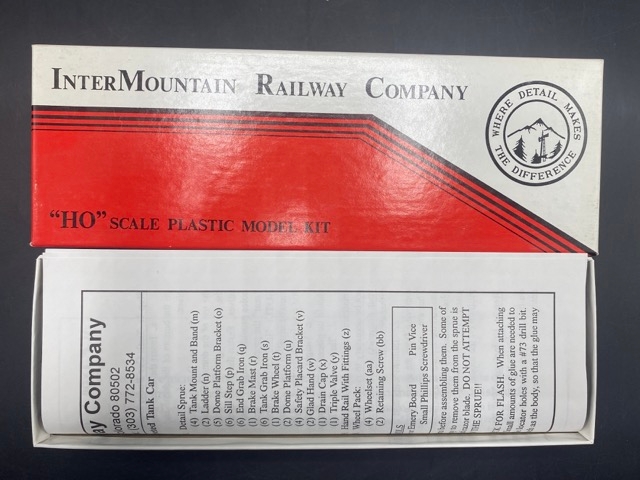 INTERMOUNTAIN RAILWAY COMPANY
WHERE DETAIL MAKES
THE DIFFERENCE
"HO" SCALE PLASTIC MODEL KIT
Company
80502
(303) 772-8534
Tank Car
Detail Sprue:
(4) Tank Mount and Band (m)
(2) Ladder (n)
(5) Dome Platform Bracket (o)
(6) Sill Step (p)
(6) End Grab Iron (q)
(1) Brake Mast (r)
(6) Tank Grab Iron (s)
(1) Brake Wheel (t)
(2) Dome Platform (u)
(4) Safety Placard Bracket (v)
(2) Glad Hand (w)
(1) Drain Cap (x)
(1) Triple Valve (y)
Hand Rail With Fittings (z)
Wheel Pack:
(4) Wheelset (aa)
(2) Retaining Screw (bb)
Emery Board Pin Vice
Small Phillips Screwdriver
before assembling them. Some of
to remove them from the sprue is
blade. DO NOT ATTEMPT
THE SPRUE!!
FOR FLASH. When attaching
amounts of glue are needed to
locator holes with a #73 drill bit.
as the body, so that the glue may